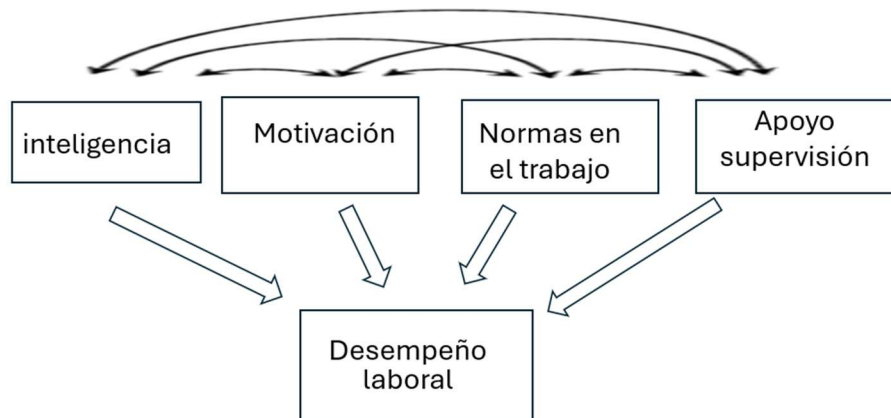 inteligencia
Motivación
Normas en
el trabajo
Apoyo
supervisión
Desempeño
laboral